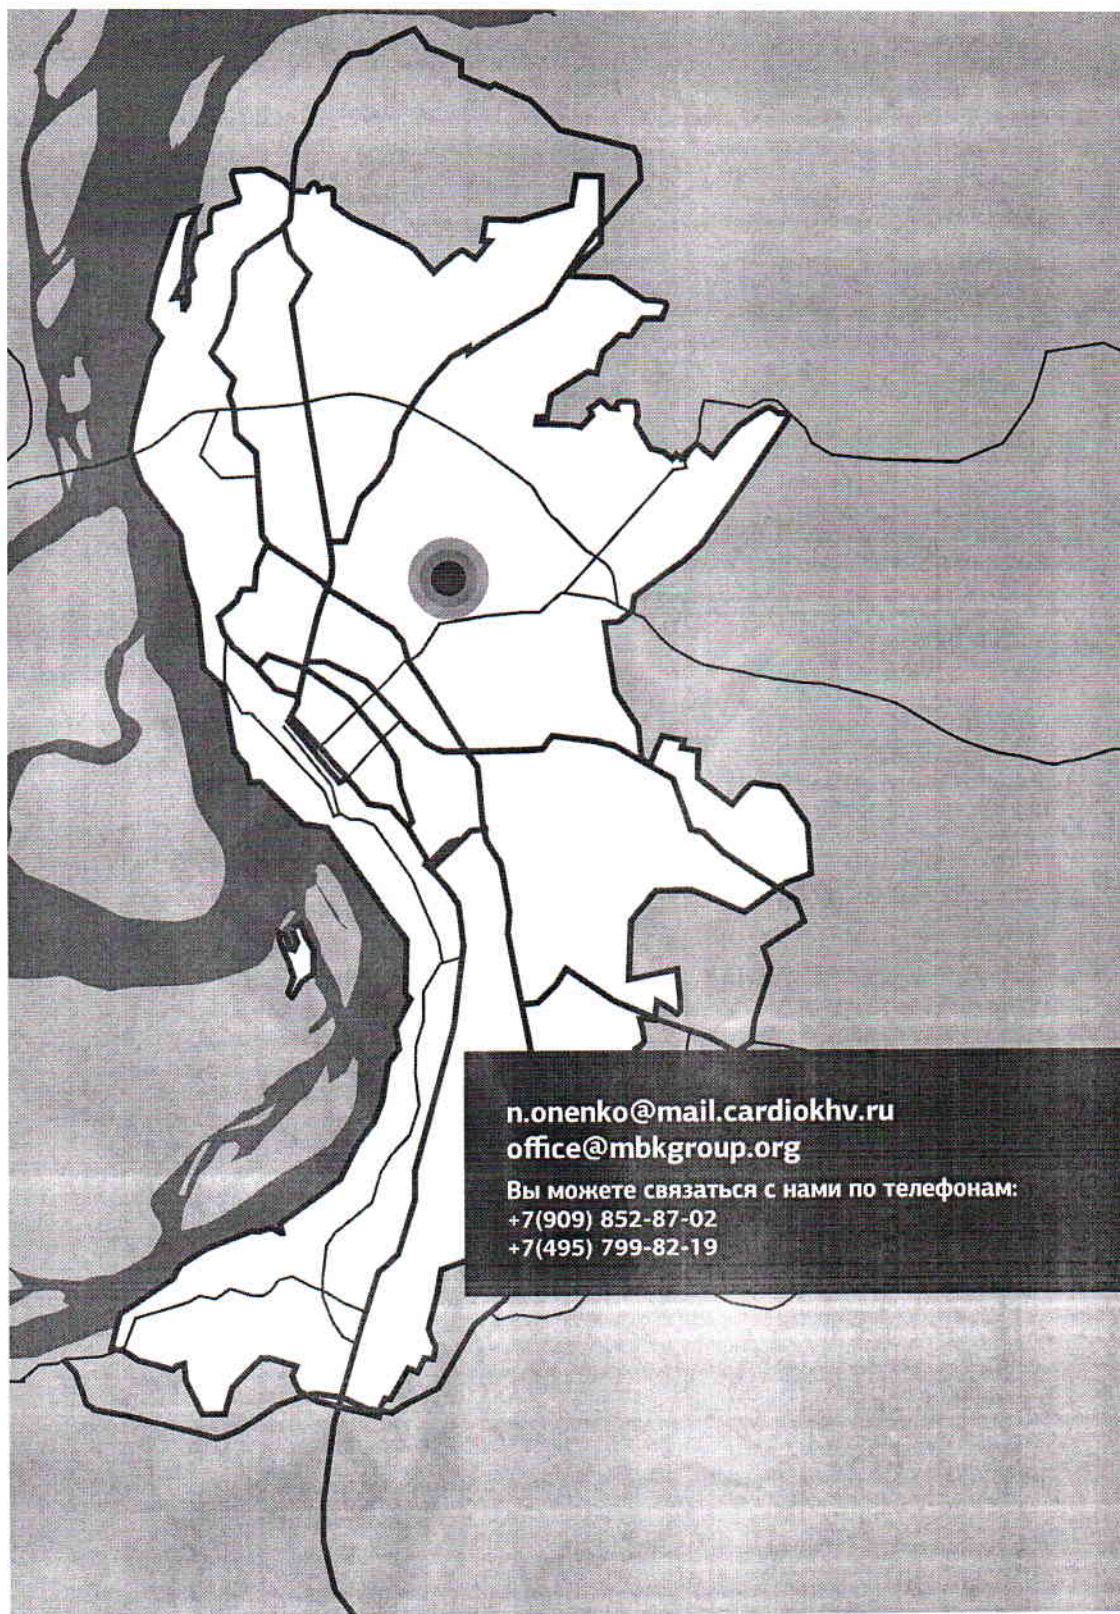 n.onenko@mail.cardiokhv.ru
office@mbkgroup.org
Вы можете связаться с нами по телефонам:
+7(909) 852-87-02
+7(495) 799-82-19